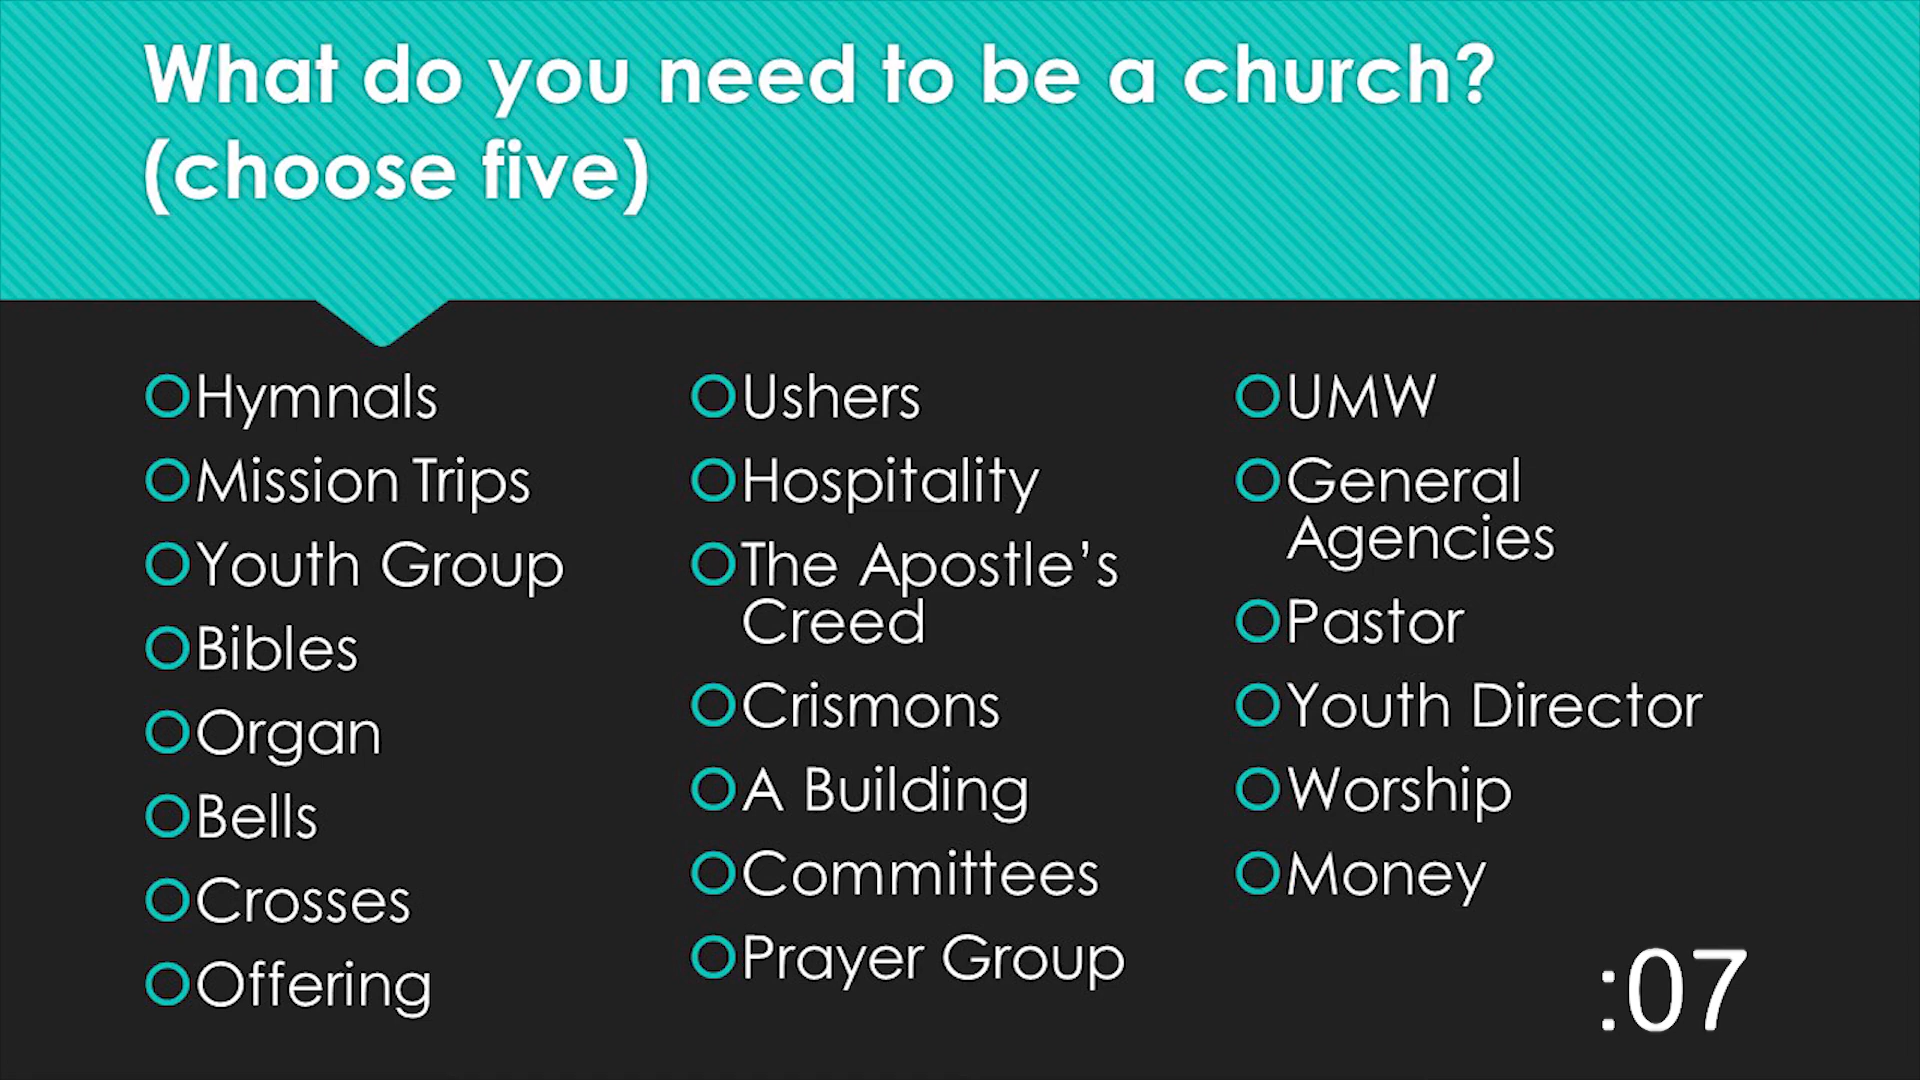 What do you need to be a church?
(choose five)
Hymnals
Mission Trips
Youth Group
Bibles
Organ
Bells
Crosses
Offering
Ushers
Hospitality
The Apostle’s
Creed
Crismons
A Building
Committees
Prayer Group
UMW
General
Agencies
Pastor
Youth Director
Worship
Money
:07